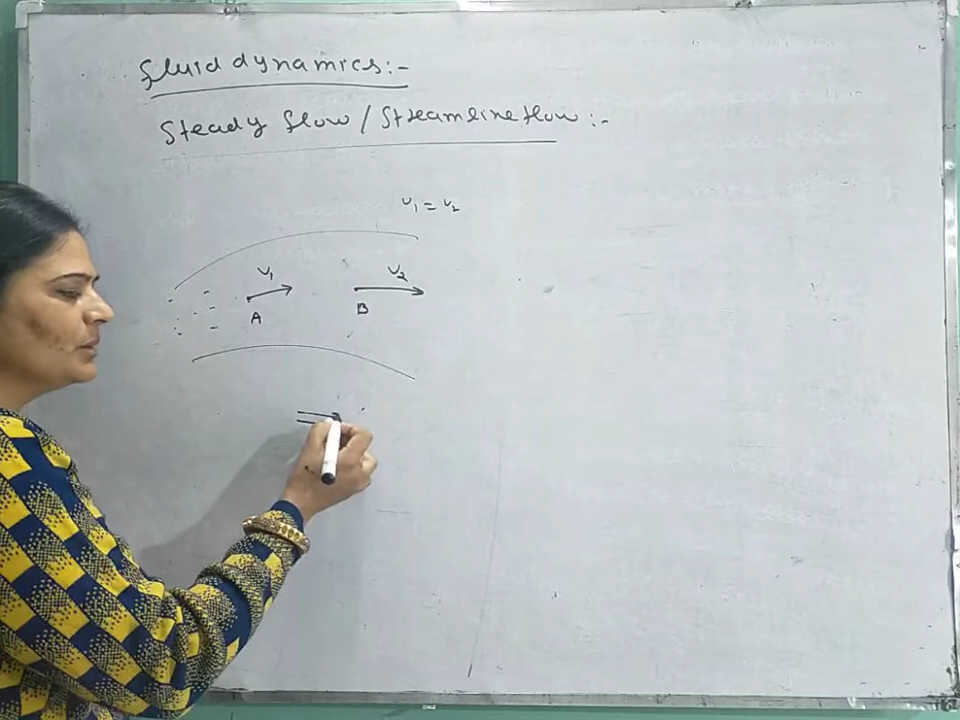 fluid dynamics:-
Steady flow / Streamline flow :-
v₁ = v₂
v₁
v₂
A
B